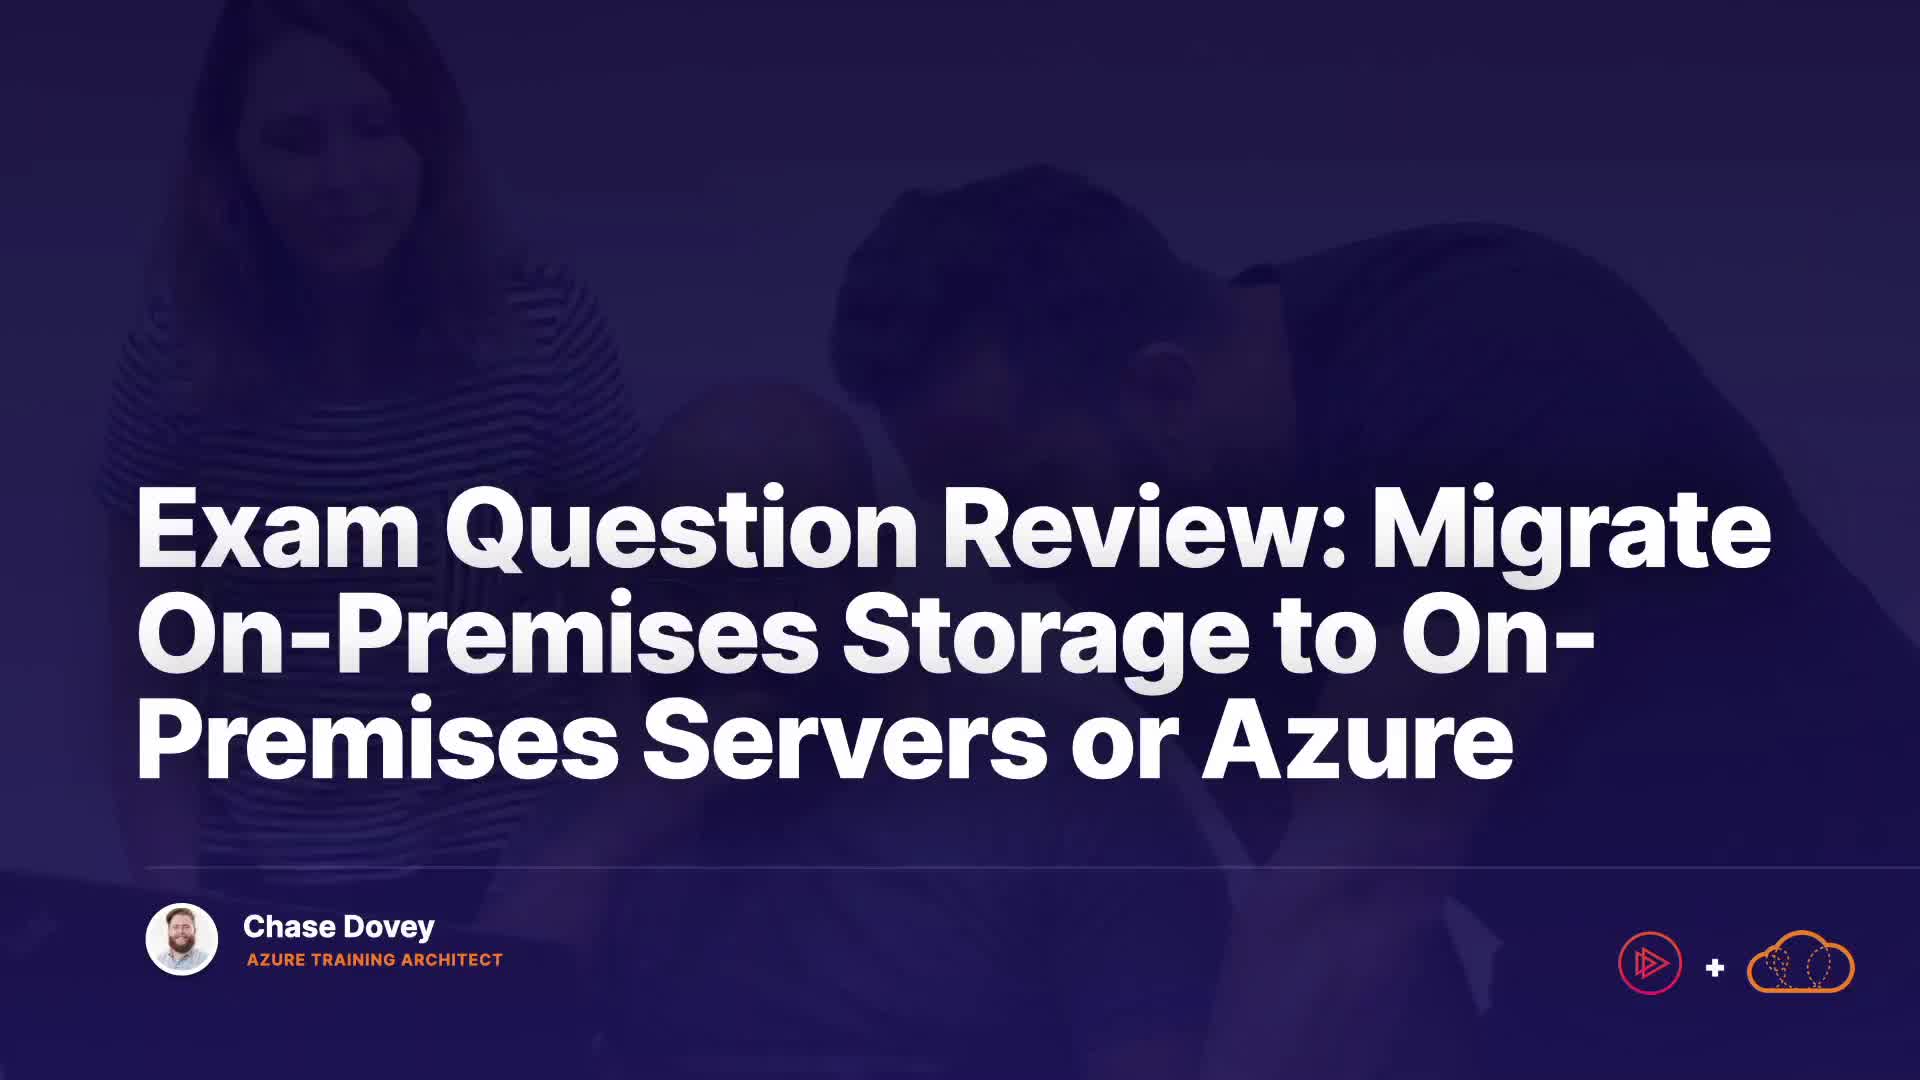 Exam Question Review: Migrate
On-Premises Storage to On-
Premises Servers or Azure
Chase Dovey
AZURE TRAINING ARCHITECT
+